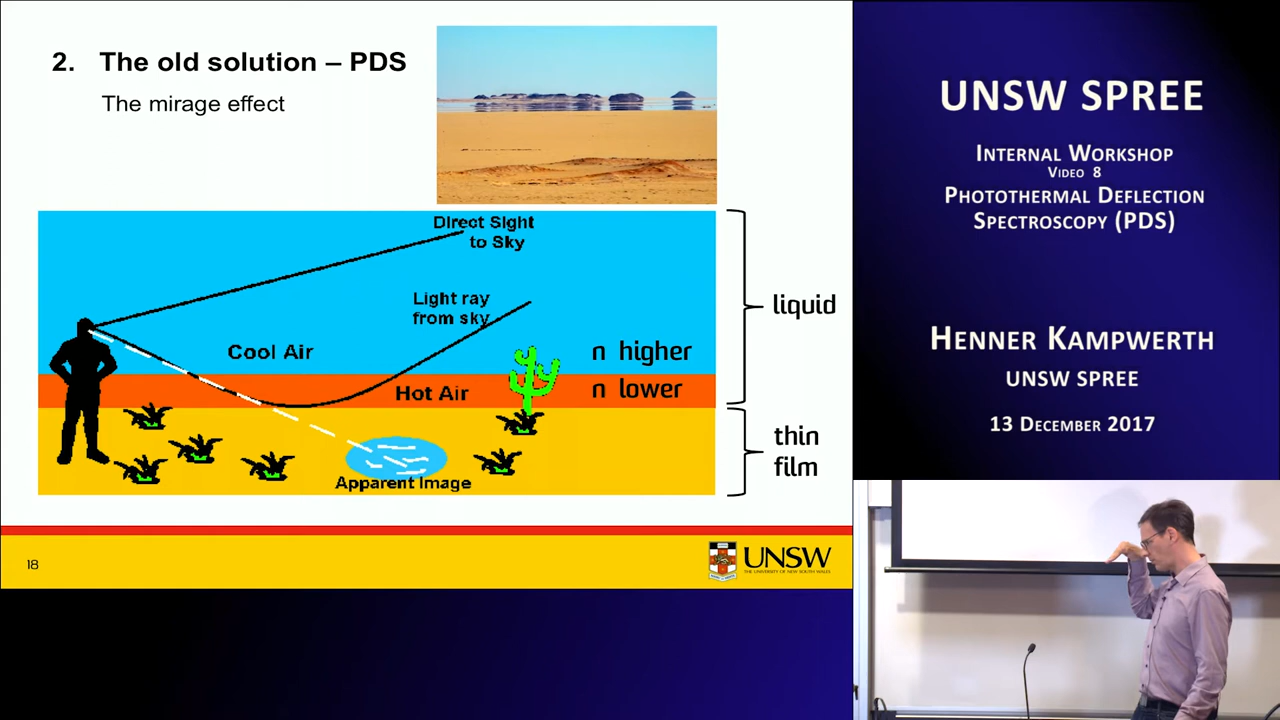 2. The old solution – PDS
The mirage effect
Direct Sight
to Sky
Light ray
from sky
Cool Air
n higher
Hot Air
n lower
Apparent Image
liquid
thin
film
18
UNSW
THE UNIVERSITY OF NEW SOUTH WALES
UNSW SPREE
Internal Workshop
Video 8
Photothermal Deflection
Spectroscopy (PDS)
Henner Kampwerth
UNSW SPREE
13 December 2017